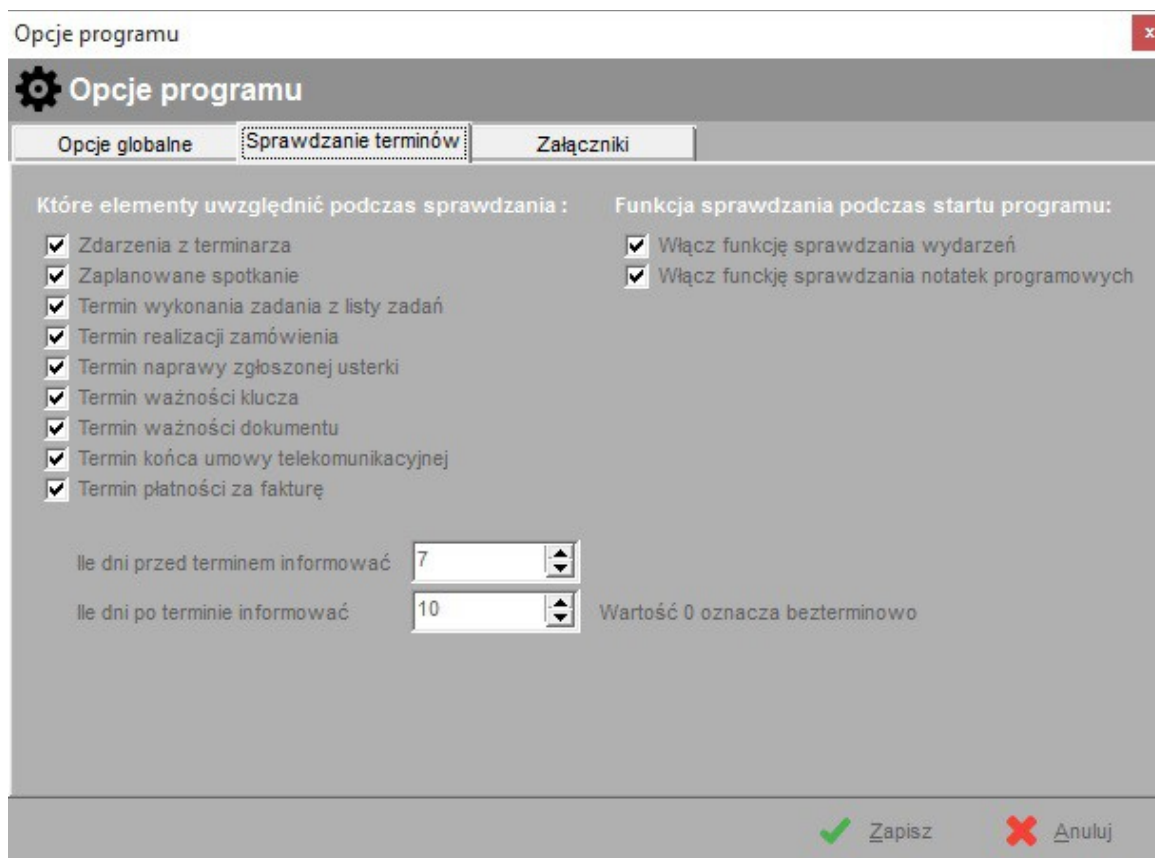 Opcje programu
x
Opcje programu
Opcje globalne
Sprawdzanie terminów
Załączniki
Które elementy uwzględnić podczas sprawdzania :
Zdarzenia z terminarza
Zaplanowane spotkanie
Termin wykonania zadania z listy zadań
Termin realizacji zamówienia
Termin naprawy zgłoszonej usterki
Termin ważności klucza
Termin ważności dokumentu
Termin końca umowy telekomunikacyjnej
Termin płatności za fakturę
Funkcja sprawdzania podczas startu programu:
Włącz funkcję sprawdzania wydarzeń
Włącz funckję sprawdzania notatek programowych
Ile dni przed terminem informować 7
Ile dni po terminie informować 10 Wartość 0 oznacza bezterminowo
Zapisz
Anuluj